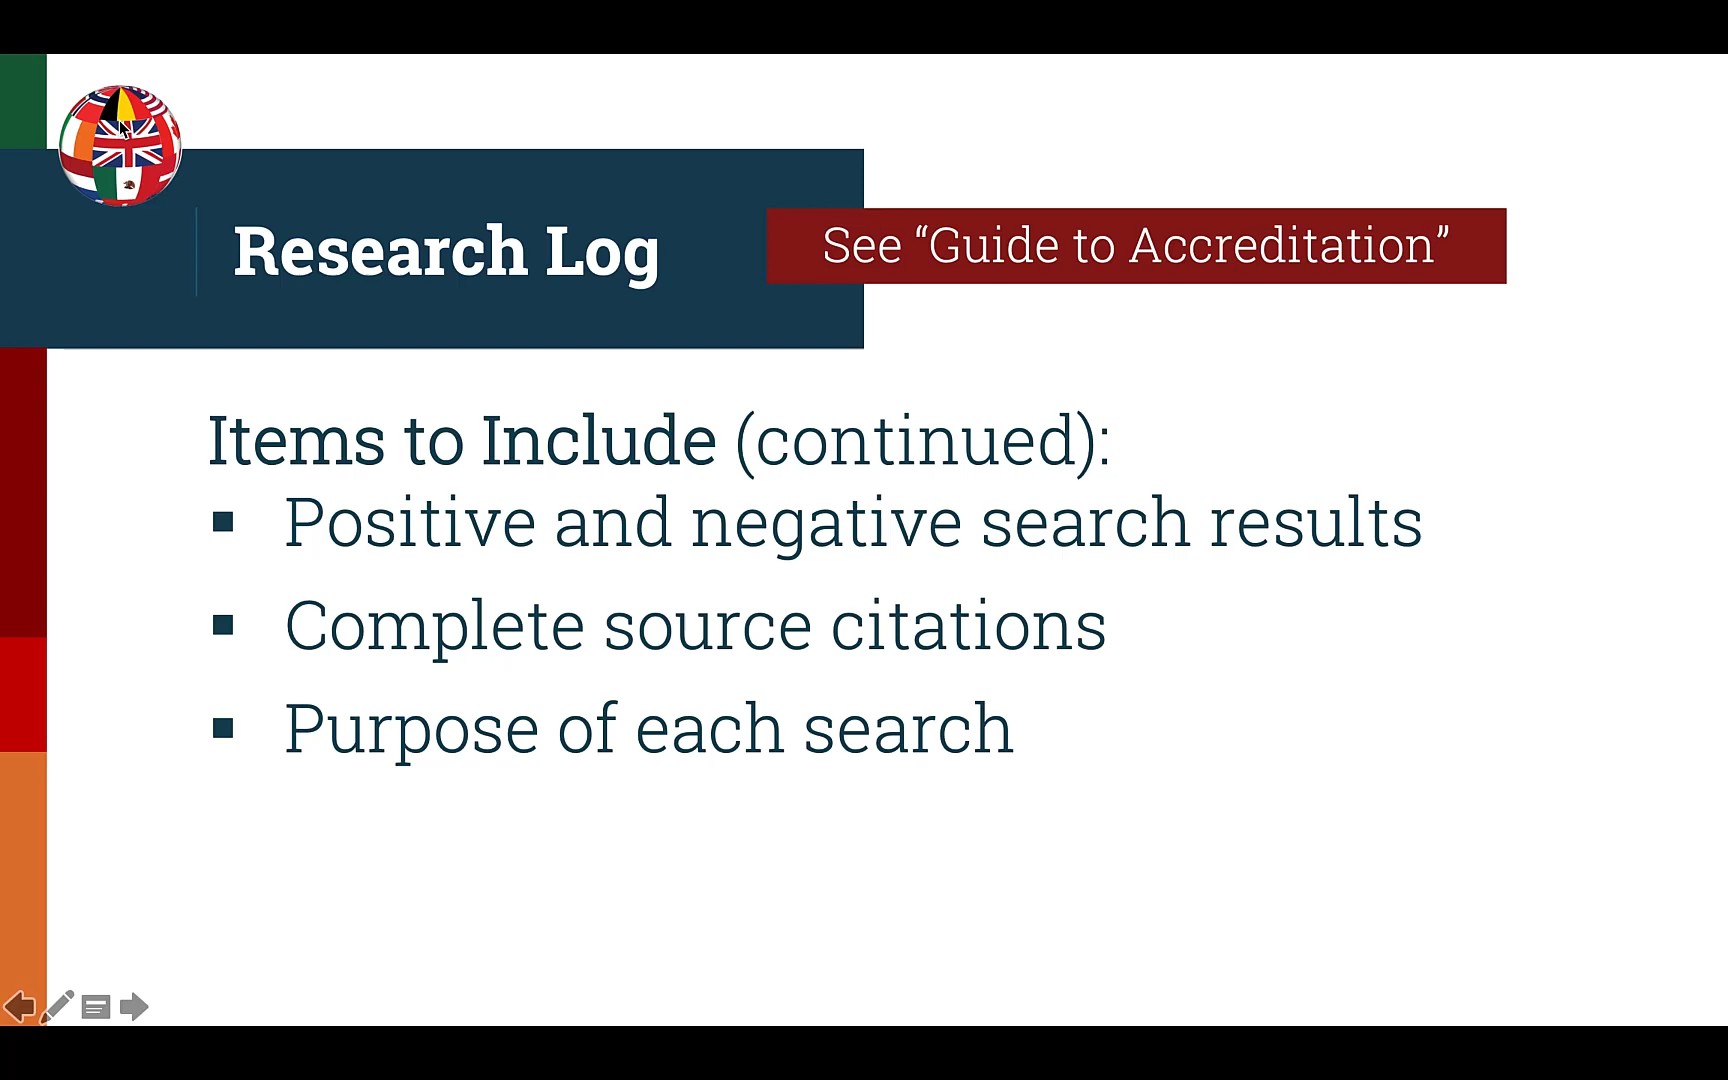 Research Log
See “Guide to Accreditation”
Items to Include (continued):
▪ Positive and negative search results
▪ Complete source citations
▪ Purpose of each search